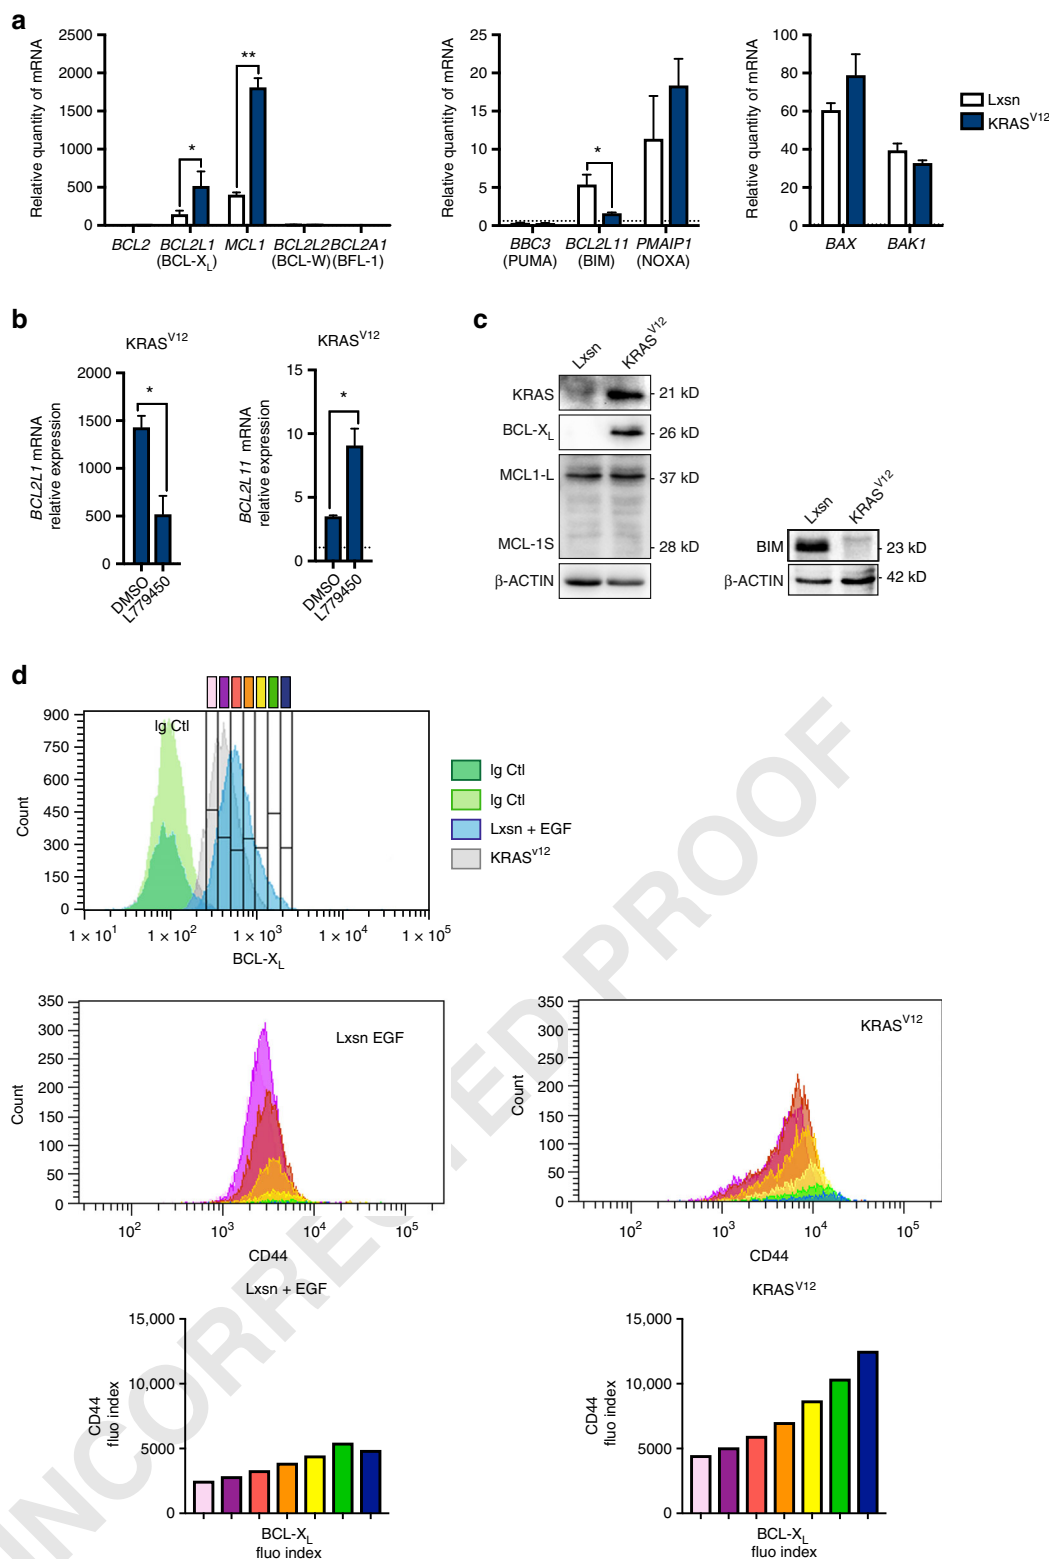 a
2500
2000
1500
1000
500
0
Relative quantity of mRNA
*
**
BCL2 BCL2L1 MCL1 BCL2L2 BCL2A1
(BCL-XL) (BCL-W) (BFL-1)
25
20
15
10
5
0
Relative quantity of mRNA
*
BBC3 BCL2L11 PMAIP1
(PUMA) (BIM) (NOXA)
100
80
60
40
20
0
Relative quantity of mRNA
BAX BAK1
Lxsn
KRASV12
b
KRASV12
2000
1500
1000
500
0
BCL2L1 mRNA
relative expression
*
DMSO
L779450
KRASV12
15
10
5
0
BCL2L11 mRNA
relative expression
*
DMSO
L779450
c
Lxsn KRASV12
KRAS 21 kD
BCL-XL 26 kD
MCL1-L 37 kD
MCL-1S 28 kD
β-ACTIN
Lxsn KRASV12
BIM 23 kD
β-ACTIN 42 kD
d
900
750
600
450
300
150
0
Count
Ig Ctl
1 × 10¹ 1 × 10² 1 × 10³ 1 × 10⁴ 1 × 10⁵
BCL-XL
Ig Ctl
Ig Ctl
Lxsn + EGF
KRASv12
350
300
250
200
150
100
50
0
Count
Lxsn EGF
10² 10³ 10⁴ 10⁵
CD44
350
300
250
200
150
100
50
0
Count
KRASV12
10² 10³ 10⁴ 10⁵
CD44
Lxsn + EGF
15,000
10,000
5000
0
CD44
fluo index
BCL-XL
fluo index
KRASV12
15,000
10,000
5000
0
CD44
fluo index
BCL-XL
fluo index
UNCORRECTED PROOF